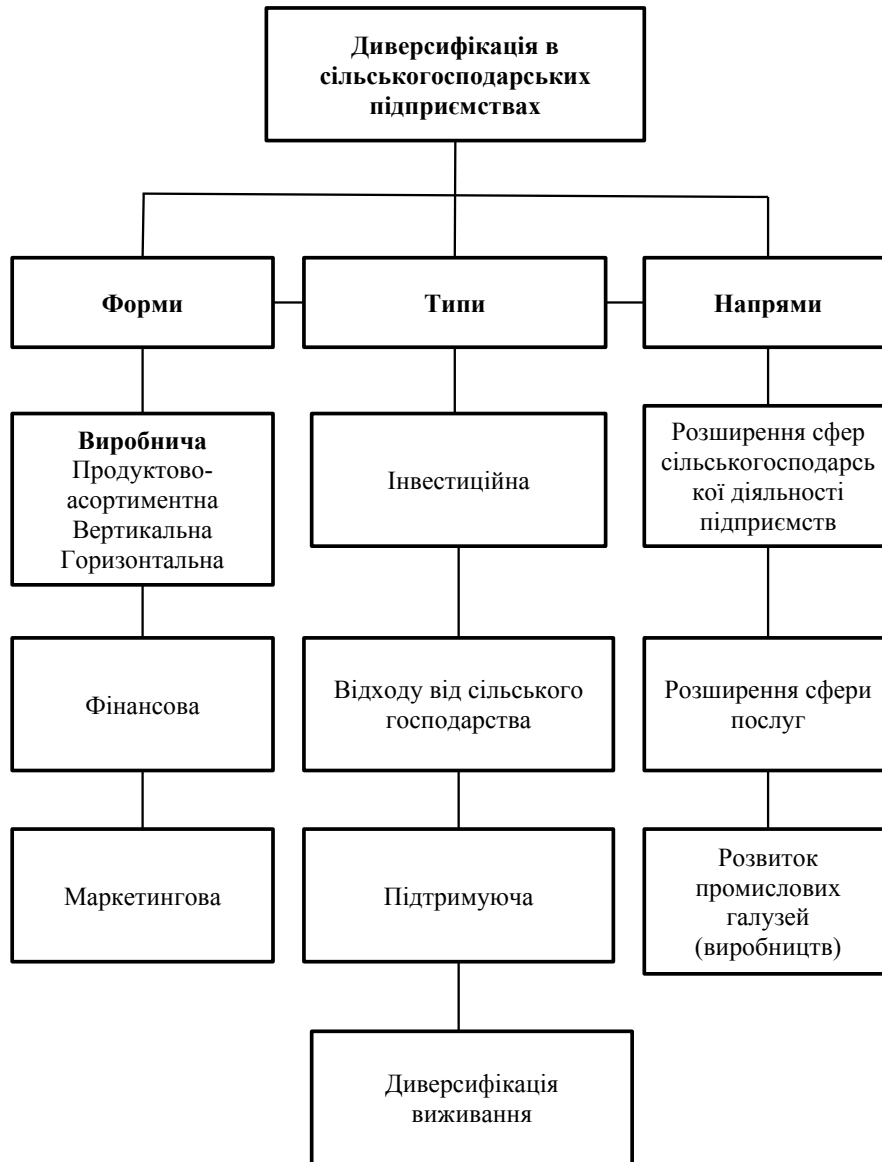 Диверсифікація в
сільськогосподарських
підприємствах
Форми
Типи
Напрями
Виробнича
Продуктово-
асортиментна
Вертикальна
Горизонтальна
Інвестиційна
Розширення сфер
сільськогосподарсь
кої діяльності
підприємств
Фінансова
Відходу від сільського
господарства
Розширення сфери
послуг
Маркетингова
Підтримуюча
Розвиток
промислових
галузей
(виробництв)
Диверсифікація
виживання